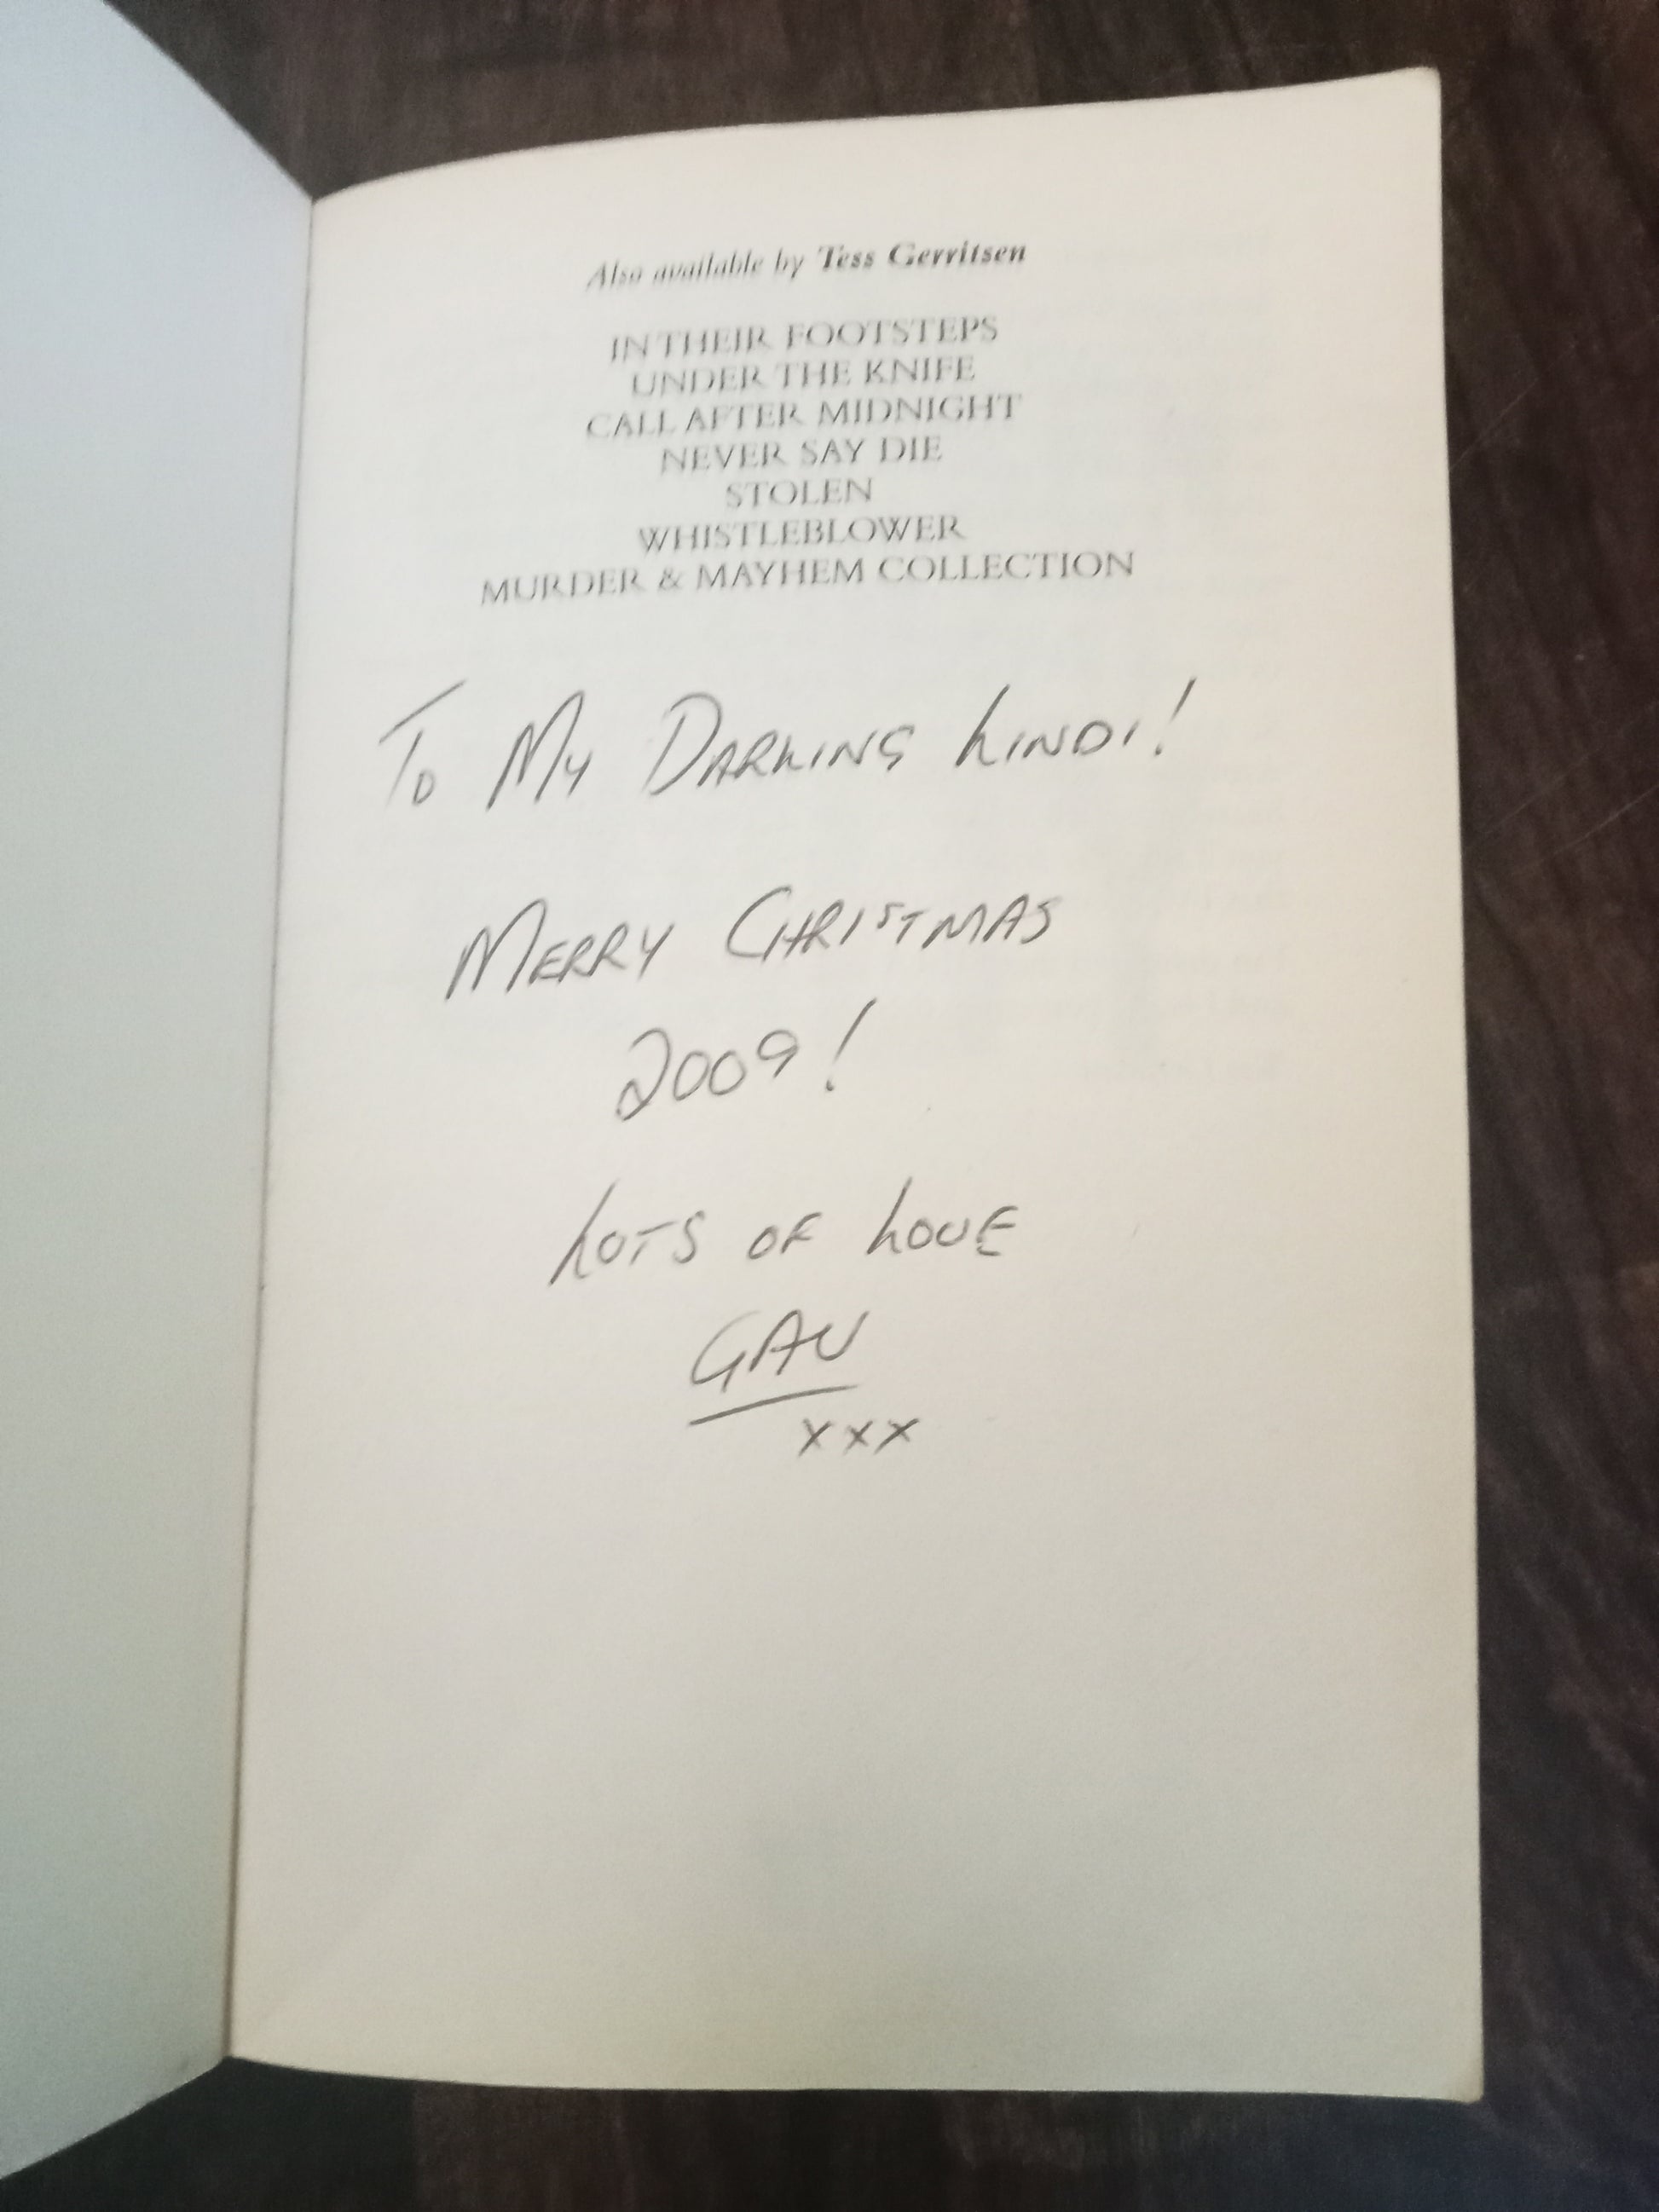 Also available by Tess Gerritsen
IN THEIR FOOTSTEPS
UNDER THE KNIFE
CALL AFTER MIDNIGHT
NEVER SAY DIE
STOLEN
WHISTLEBLOWER
MURDER & MAYHEM COLLECTION
TO MY DARLING LINDI!
MERRY CHRISTMAS
2009!
LOTS OF LOVE
GAV
xxx